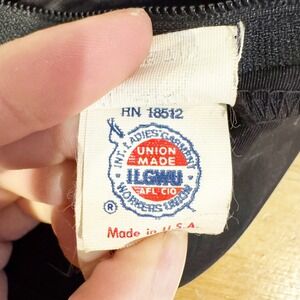 RN 18512
INT. LADIES' GARMENT
WORKERS UNION
UNION
MADE
ILGWU
AFL CIO
®
Made in U.S.A.